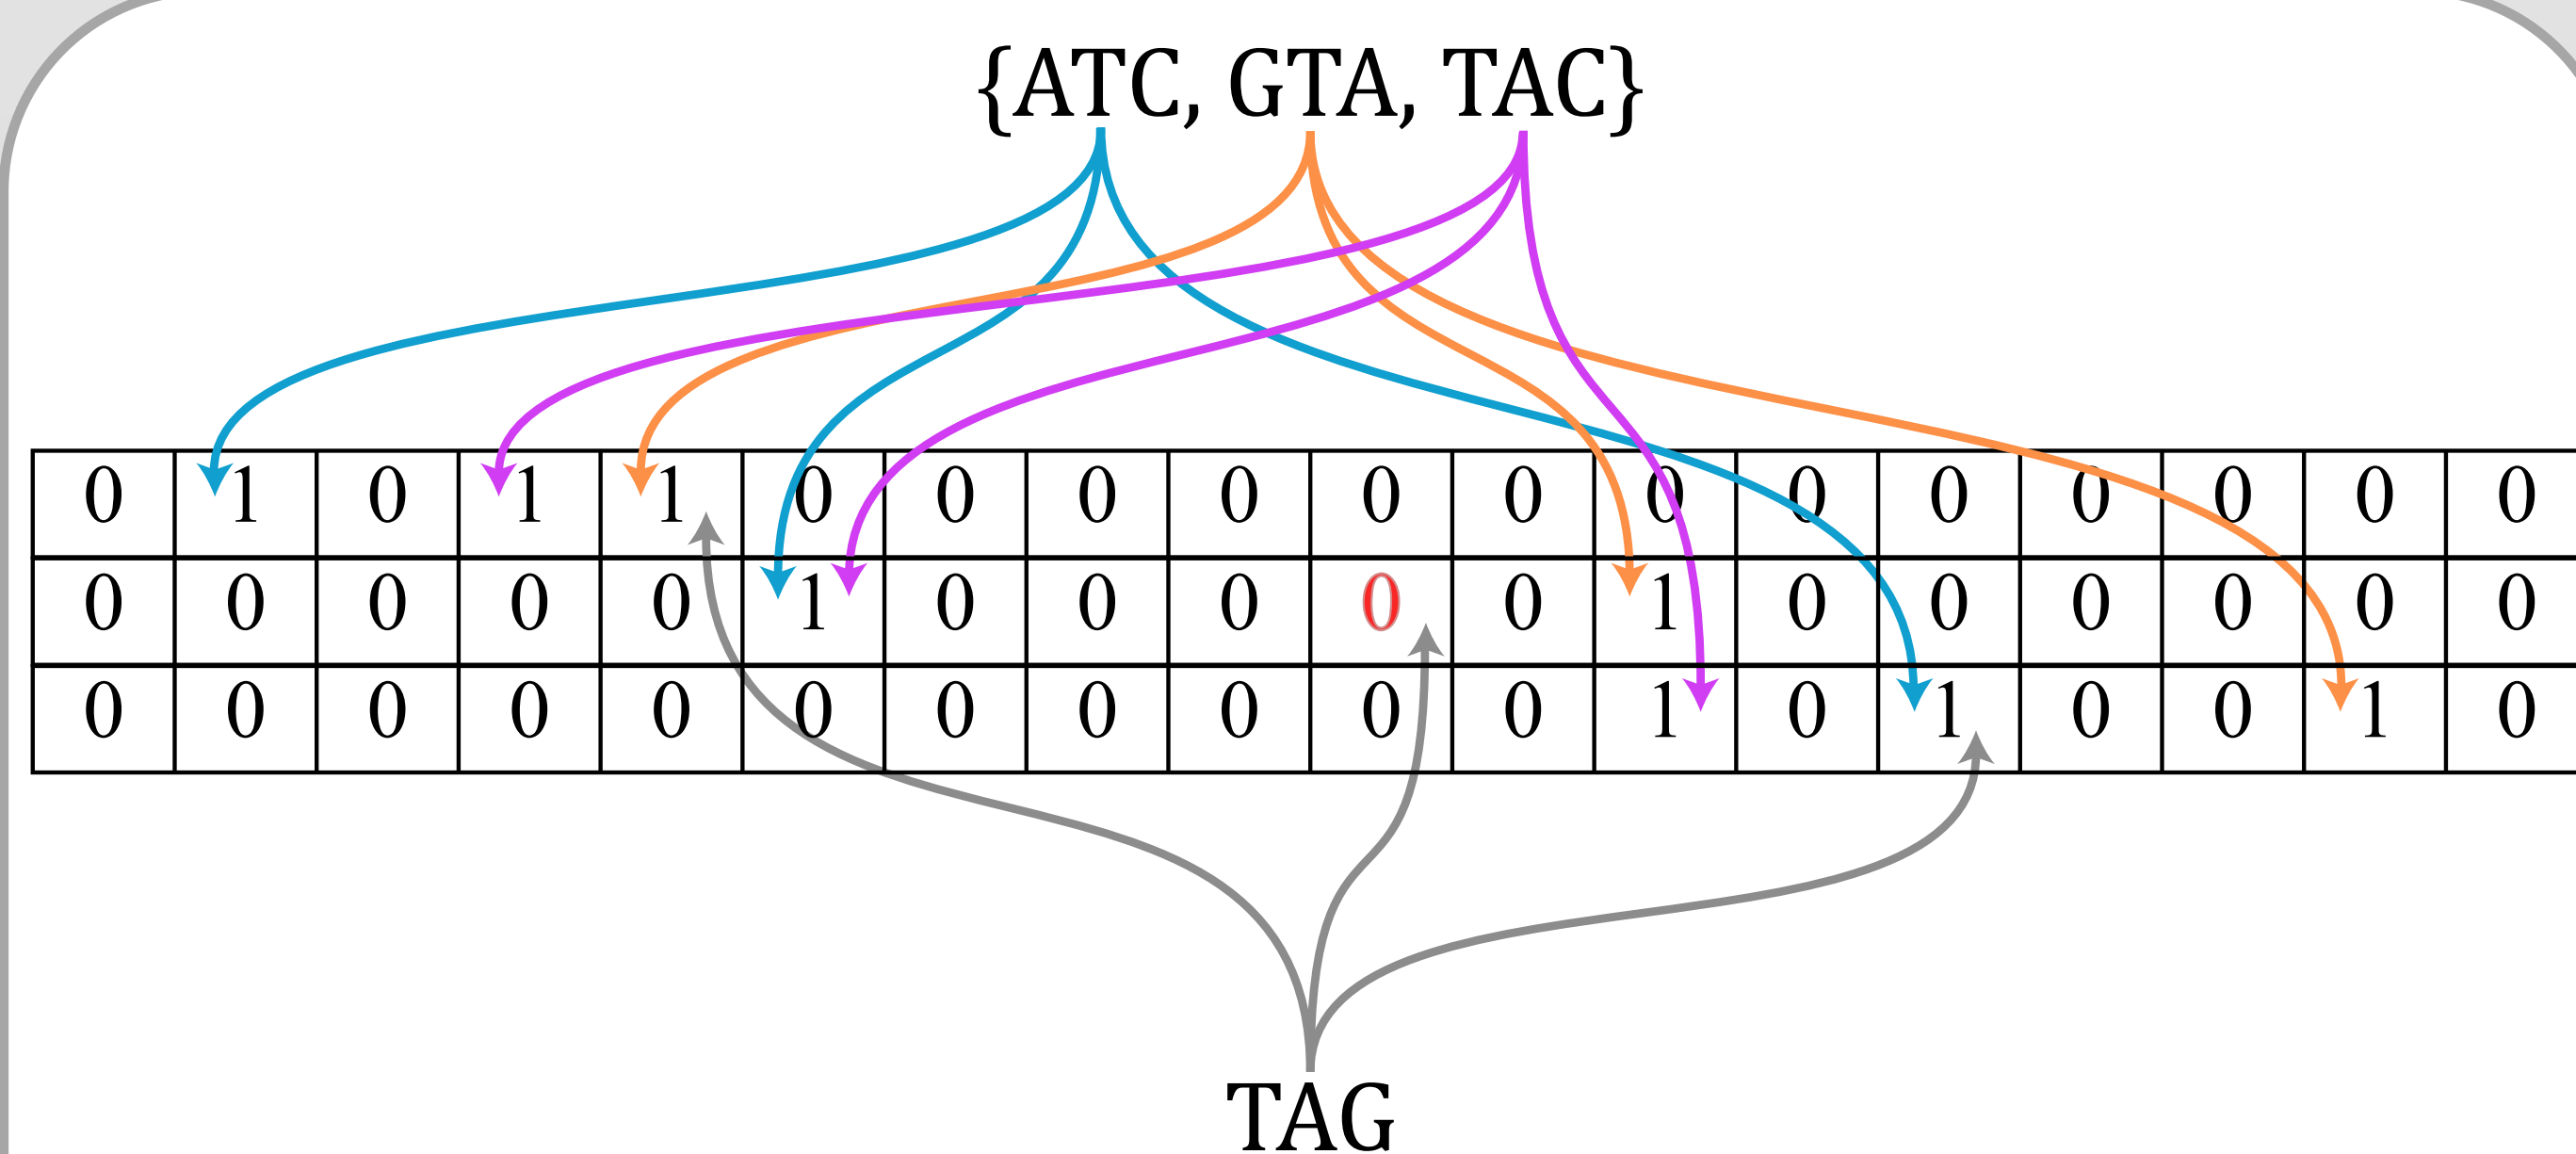 {ATC, GTA, TAC}
0 1 0 1 1 0 0 0 0 0 0 0 0 0 0 0 0 0
0 0 0 0 0 1 0 0 0 0 0 1 0 0 0 0 0 0
0 0 0 0 0 0 0 0 0 0 0 1 0 1 0 0 1 0
TAG